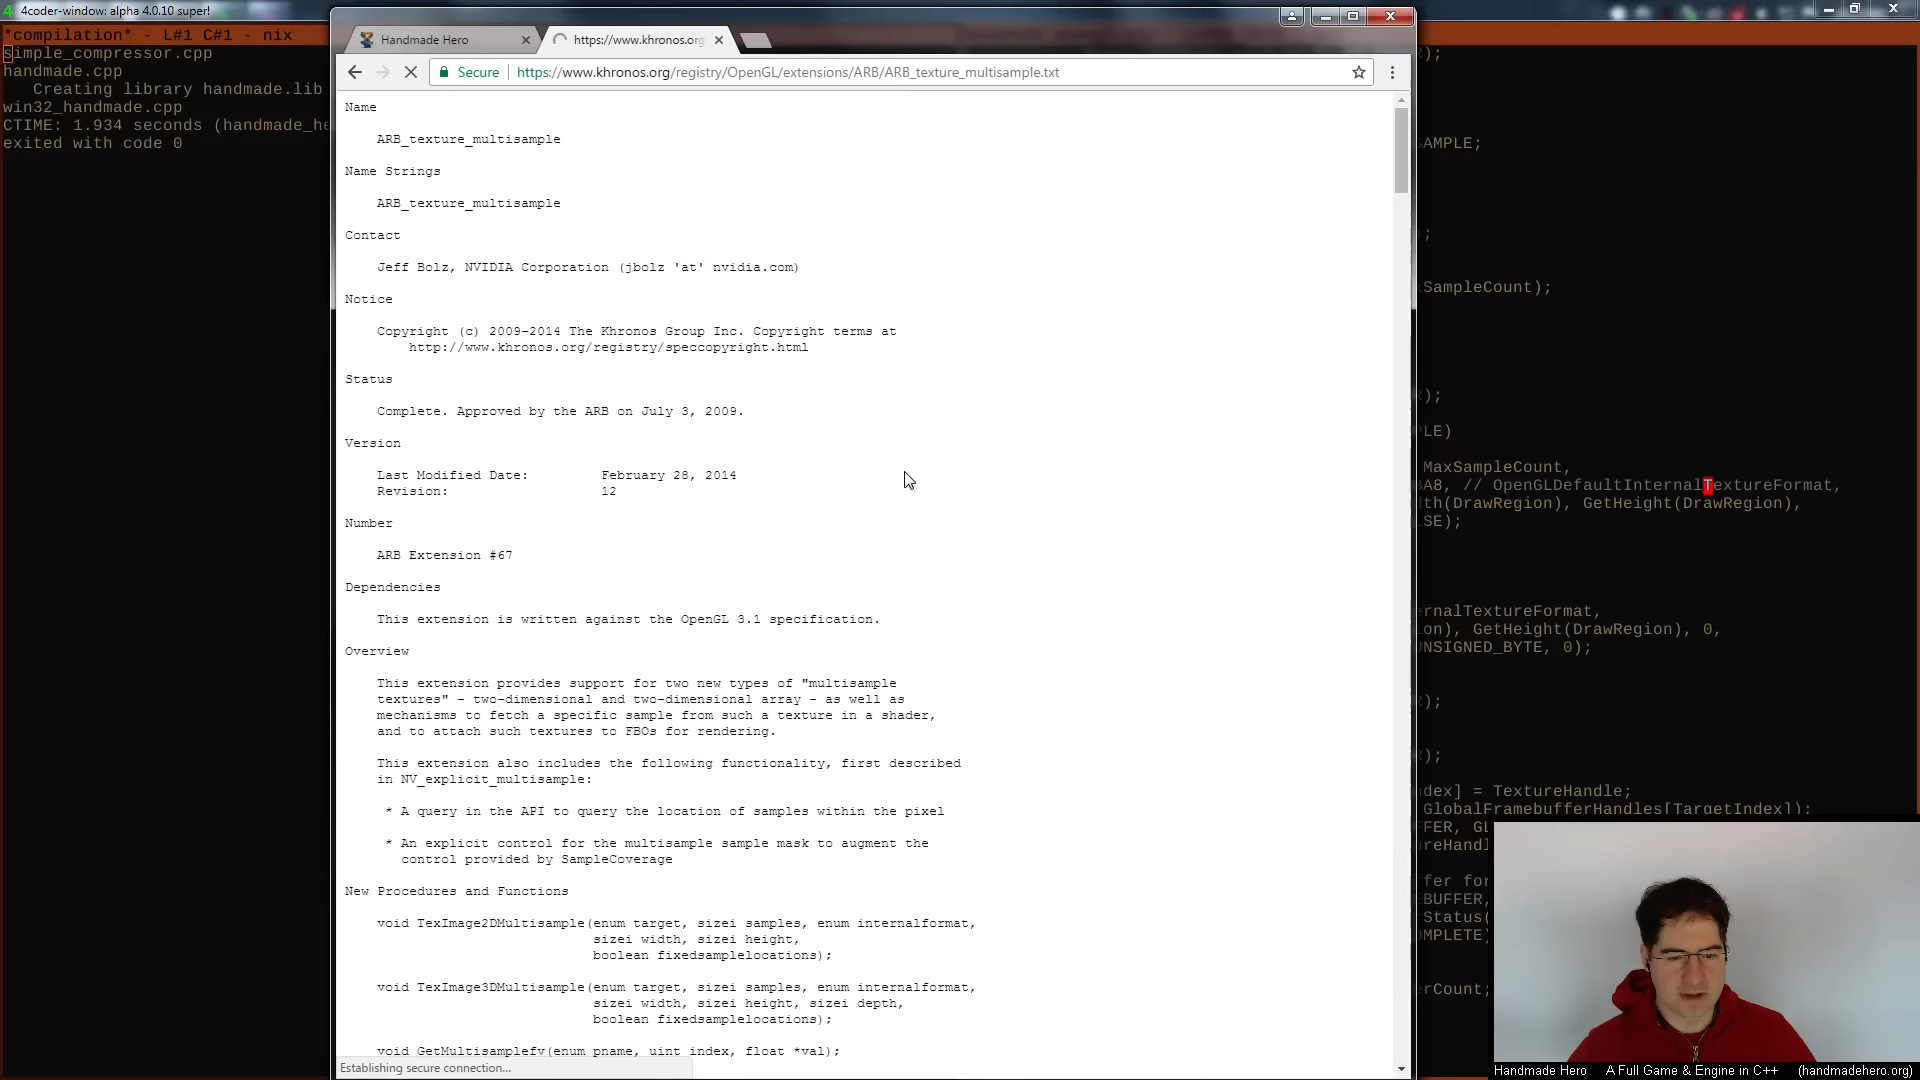 4coder-window: alpha 4.0.10 super!
*compilation* - L#1 C#1 - nix
simple_compressor.cpp
handmade.cpp
Creating library handmade.lib
win32_handmade.cpp
CTIME: 1.934 seconds (handmade_he
exited with code 0
Handmade Hero
https://www.khronos.org
Secure
https://www.khronos.org/registry/OpenGL/extensions/ARB/ARB_texture_multisample.txt
Name
ARB_texture_multisample
Name Strings
ARB_texture_multisample
Contact
Jeff Bolz, NVIDIA Corporation (jbolz 'at' nvidia.com)
Notice
Copyright (c) 2009-2014 The Khronos Group Inc. Copyright terms at
http://www.khronos.org/registry/speccopyright.html
Status
Complete. Approved by the ARB on July 3, 2009.
Version
Last Modified Date: February 28, 2014
Revision: 12
Number
ARB Extension #67
Dependencies
This extension is written against the OpenGL 3.1 specification.
Overview
This extension provides support for two new types of "multisample
textures" - two-dimensional and two-dimensional array - as well as
mechanisms to fetch a specific sample from such a texture in a shader,
and to attach such textures to FBOs for rendering.
This extension also includes the following functionality, first described
in NV_explicit_multisample:
* A query in the API to query the location of samples within the pixel
* An explicit control for the multisample sample mask to augment the
control provided by SampleCoverage
New Procedures and Functions
void TexImage2DMultisample(enum target, sizei samples, enum internalformat,
sizei width, sizei height,
boolean fixedsamplelocations);
void TexImage3DMultisample(enum target, sizei samples, enum internalformat,
sizei width, sizei height, sizei depth,
boolean fixedsamplelocations);
void GetMultisamplefv(enum pname, uint index, float *val);
Establishing secure connection...
);
AMPLE;
;
SampleCount);
);
LE)
MaxSampleCount,
A8, // OpenGLDefaultInternalTextureFormat,
th(DrawRegion), GetHeight(DrawRegion),
SE);
rnalTextureFormat,
on), GetHeight(DrawRegion), 0,
NSIGNED_BYTE, 0);
);
);
dex] = TextureHandle;
GlobalFramebufferHandles[TargetIndex]);
FER, GL
reHandl
fer for
EBUFFER,
Status(
OMPLETE)
rCount;
Handmade Hero A Full Game & Engine in C++ (handmadehero.org)